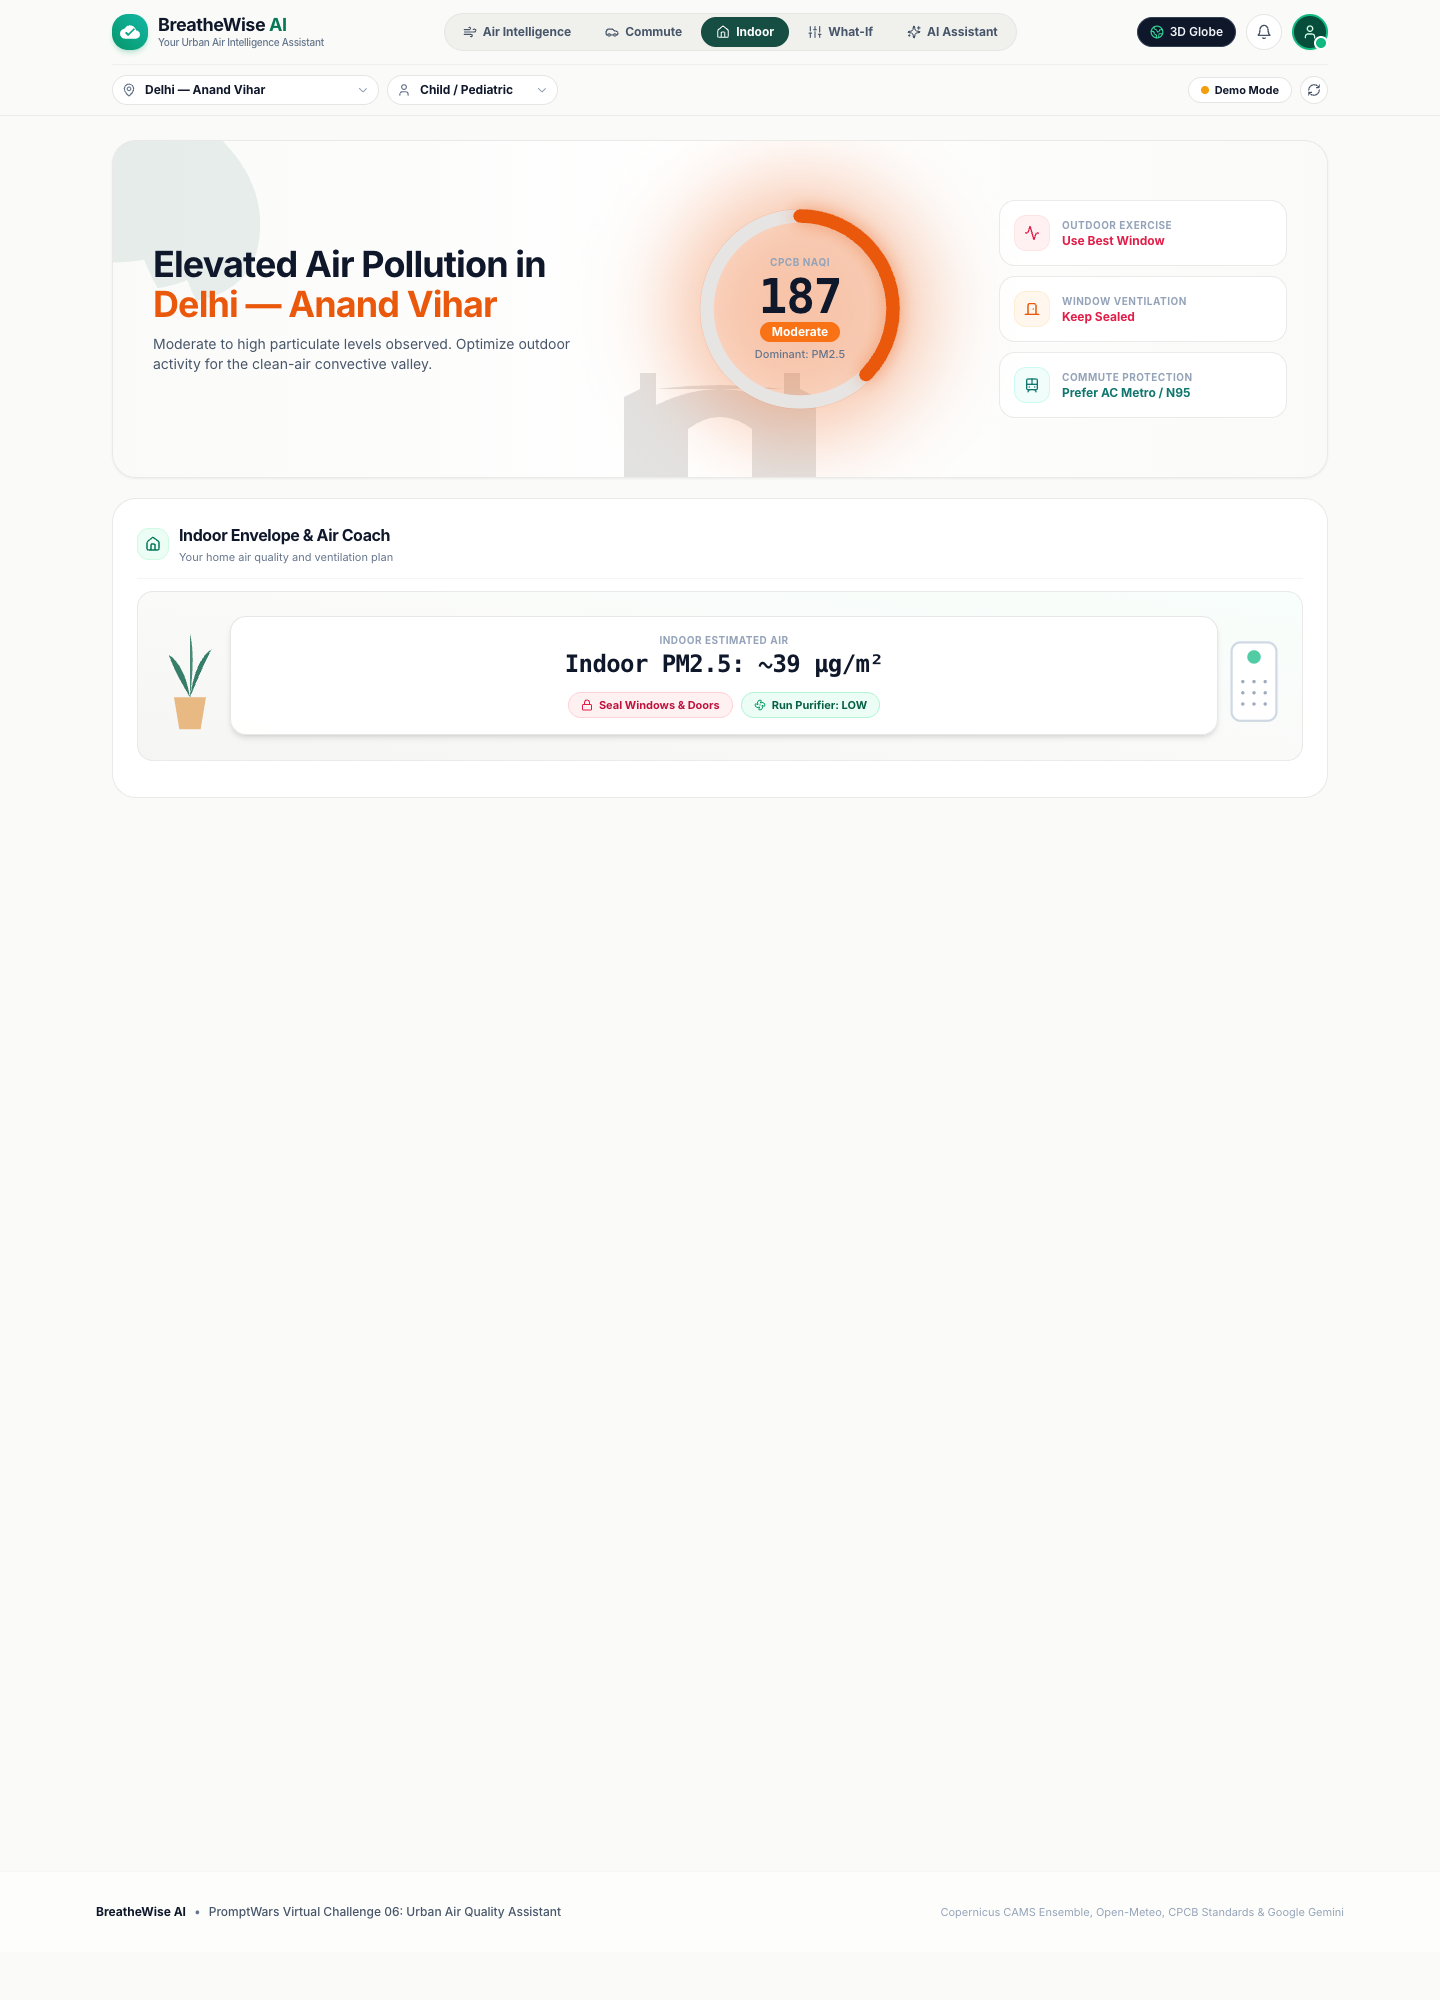 BreatheWise AI
Your Urban Air Intelligence Assistant
Air Intelligence
Commute
Indoor
What-If
AI Assistant
3D Globe
Delhi — Anand Vihar
Child / Pediatric
Demo Mode
Elevated Air Pollution in
Delhi — Anand Vihar
Moderate to high particulate levels observed. Optimize outdoor
activity for the clean-air convective valley.
CPCB NAQI
187
Moderate
Dominant: PM2.5
OUTDOOR EXERCISE
Use Best Window
WINDOW VENTILATION
Keep Sealed
COMMUTE PROTECTION
Prefer AC Metro / N95
Indoor Envelope & Air Coach
Your home air quality and ventilation plan
INDOOR ESTIMATED AIR
Indoor PM2.5: ~39 µg/m²
Seal Windows & Doors
Run Purifier: LOW
BreatheWise AI • PromptWars Virtual Challenge 06: Urban Air Quality Assistant
Copernicus CAMS Ensemble, Open-Meteo, CPCB Standards & Google Gemini